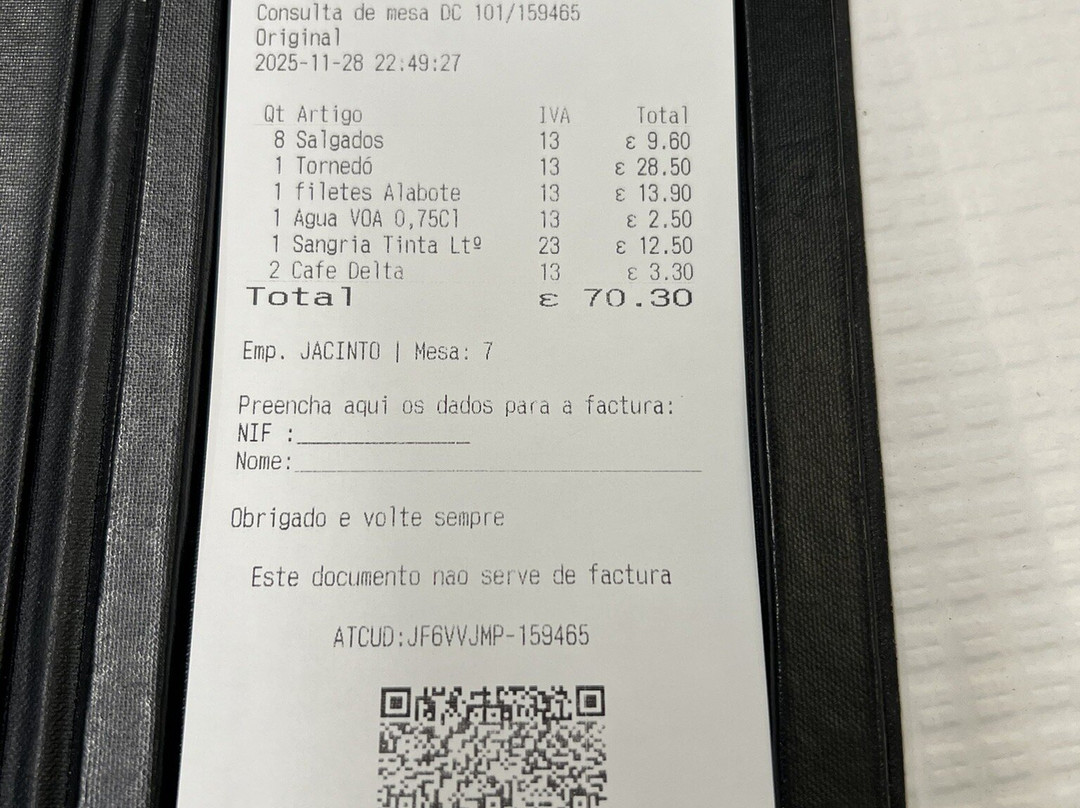 Consulta de mesa DC 101/159465
Original
2025-11-28 22:49:27
Qt Artigo IVA Total
8 Salgados 13 € 9.60
1 Tornedó 13 € 28.50
1 filetes Alabote 13 € 13.90
1 Agua VOA 0,75Cl 13 € 2.50
1 Sangria Tinta Ltº 23 € 12.50
2 Cafe Delta 13 € 3.30
Total € 70.30
Emp. JACINTO | Mesa: 7
Preencha aqui os dados para a factura:
NIF :_______________
Nome:___________________________________
Obrigado e volte sempre
Este documento nao serve de factura
ATCUD:JF6VVJMP-159465